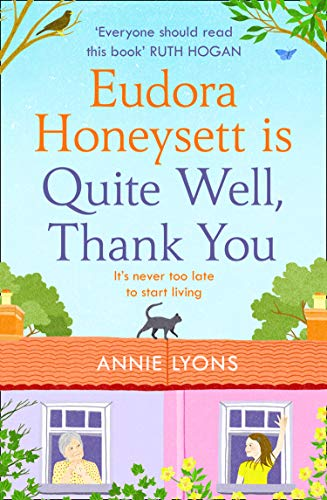 ‘Everyone should read
this book’ RUTH HOGAN
Eudora
Honeysett is
Quite Well,
Thank You
It’s never too late
to start living
ANNIE LYONS